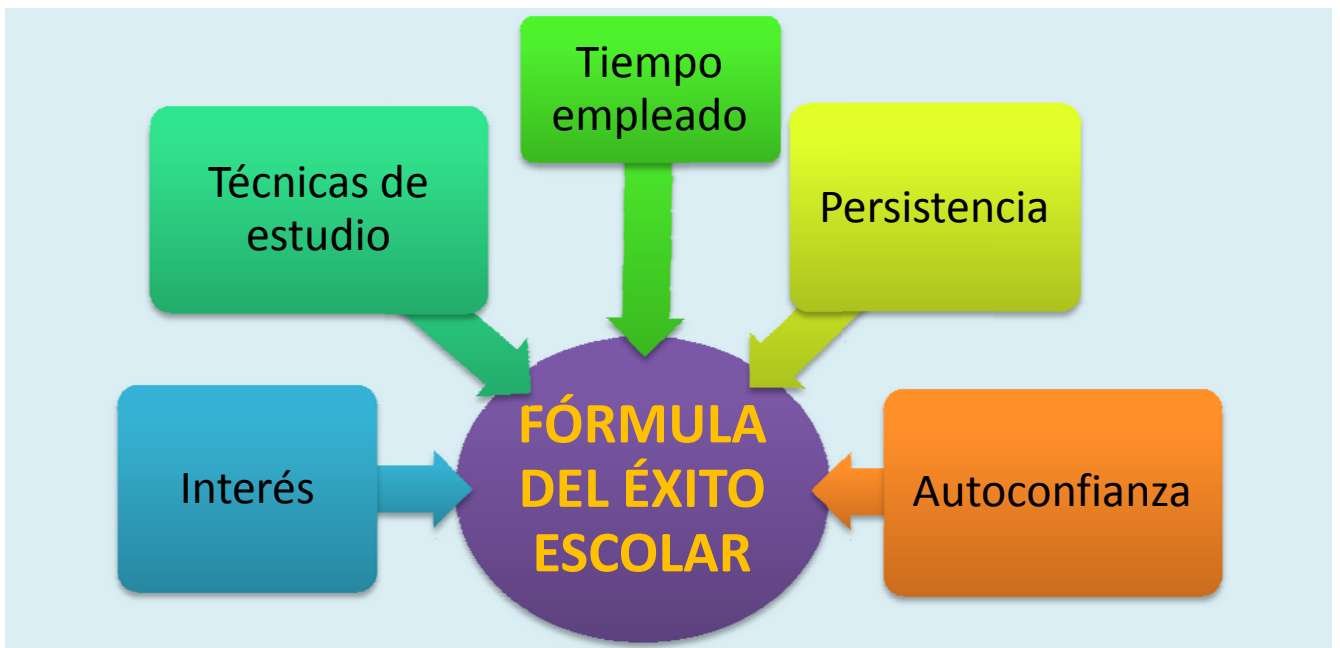 Tiempo
empleado
Técnicas de
estudio
Persistencia
Interés
FÓRMULA
DEL ÉXITO
ESCOLAR
Autoconfianza